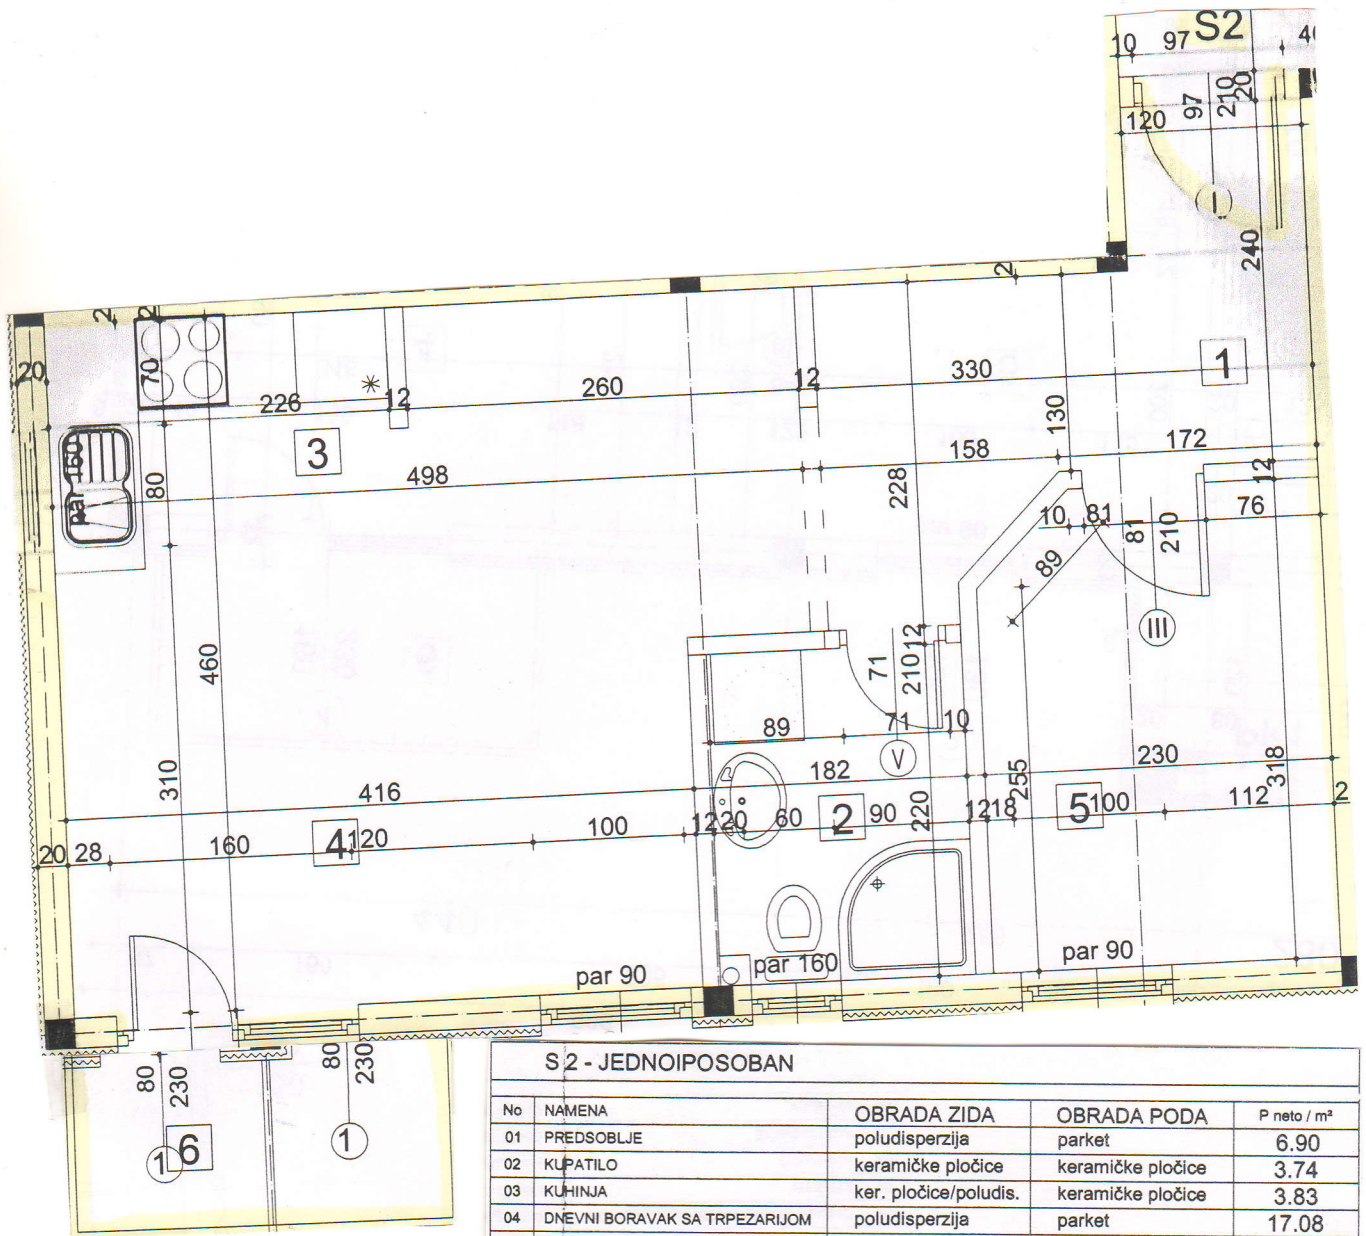 S2
10 97 40
97 210 20
120
I
240
2 2 2
20 70 226 12 260 12 330 1
130
3 498 158 172
par 160 80 228 12
10 81 81 210 76
89
III
460 12
71 210
89 71 10
V
310 416 182 255 230 318
4 120 100 12 20 60 2 90 220 12 18 5 100 112 2
20 28 160
par 90 par 160 par 90
80 230 80 230
1 6 1
S 2 - JEDNOIPOSOBAN
No NAMENA OBRADA ZIDA OBRADA PODA P neto / m²
01 PREDSOBLJE poludisperzija parket 6.90
02 KUPATILO keramičke pločice keramičke pločice 3.74
03 KUHINJA ker. pločice/poludis. keramičke pločice 3.83
04 DNEVNI BORAVAK SA TRPEZARIJOM poludisperzija parket 17.08